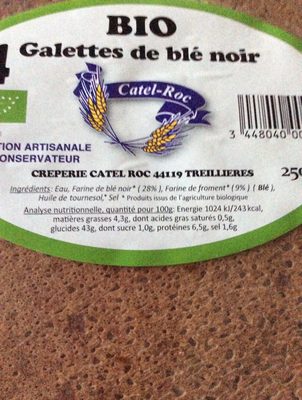 BIO
4
Galettes de blé noir
Catel-Roc
3 448040 00
TION ARTISANALE
ONSERVATEUR
CREPERIE CATEL ROC 44119 TREILLIERES
250
Ingrédients: Eau, Farine de blé noir* ( 28%), Farine de froment* ( 9% ) ( Blé ),
Huile de tournesol,* Sel * Produits issus de l'agriculture biologique
Analyse nutritionnelle, quantité pour 100g: Energie 1024 kJ/243 kcal,
matières grasses 4,3g, dont acides gras saturés 0,5g,
glucides 43g, dont sucre 1,0g, protéines 6,5g, sel 1,6g